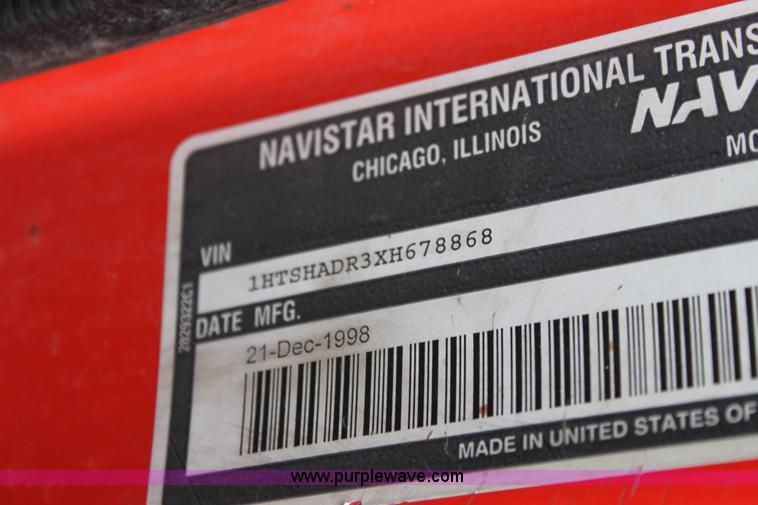 NAVISTAR INTERNATIONAL TRANS
CHICAGO, ILLINOIS
NAV
MO
VIN
1HTSHADR3XH678868
DATE MFG.
21-Dec-1998
2029322C1
MADE IN UNITED STATES OF
www.purplewave.com